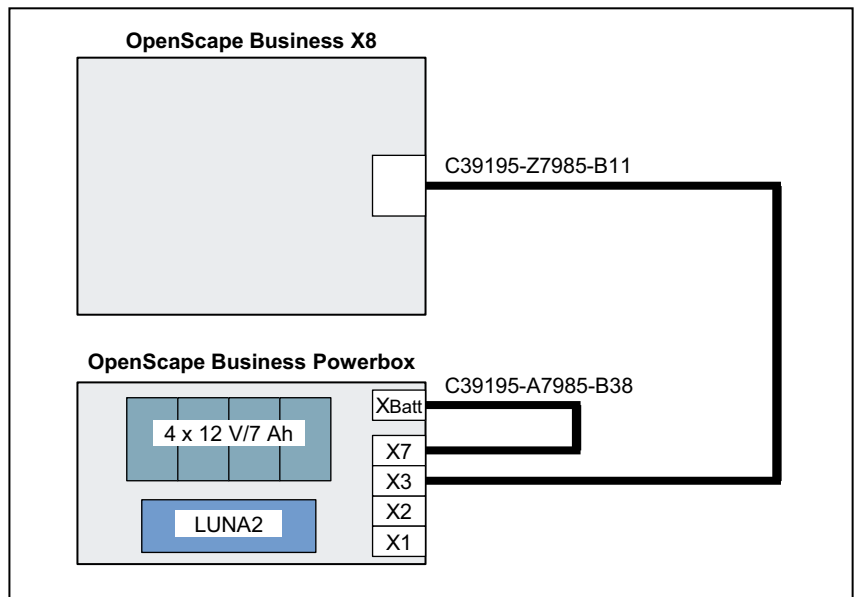 OpenScape Business X8
C39195-Z7985-B11
OpenScape Business Powerbox
C39195-A7985-B38
XBatt
4 x 12 V/7 Ah
X7
X3
LUNA2
X2
X1